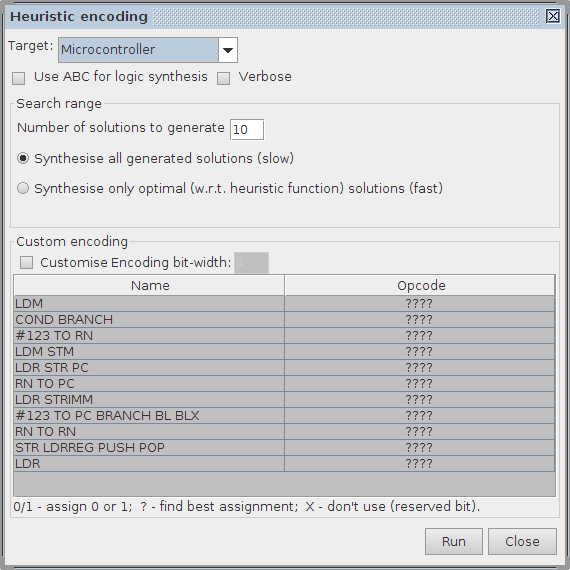 Heuristic encoding
Target: Microcontroller
Use ABC for logic synthesis Verbose
Search range
Number of solutions to generate 10
Synthesise all generated solutions (slow)
Synthesise only optimal (w.r.t. heuristic function) solutions (fast)
Custom encoding
Customise Encoding bit-width:
Name Opcode
LDM ????
COND BRANCH ????
#123 TO RN ????
LDM STM ????
LDR STR PC ????
RN TO PC ????
LDR STRIMM ????
#123 TO PC BRANCH BL BLX ????
RN TO RN ????
STR LDRREG PUSH POP ????
LDR ????
0/1 - assign 0 or 1; ? - find best assignment; X - don't use (reserved bit).
Run Close